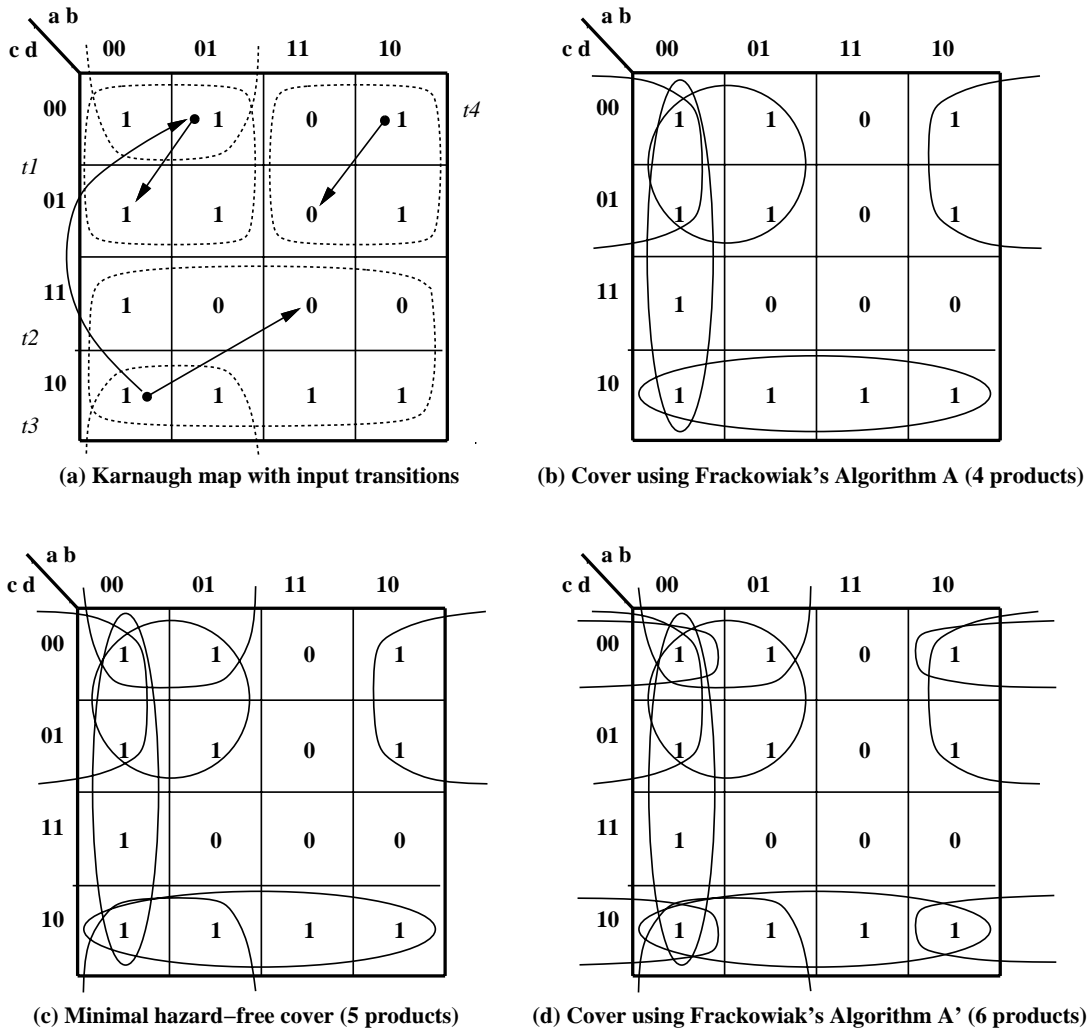 a b
c d 00 01 11 10
00 1 1 0 1 t4
t1
01 1 1 0 1
11 1 0 0 0
t2
10 1 1 1 1
t3
(a) Karnaugh map with input transitions
a b
c d 00 01 11 10
00 1 1 0 1
01 1 1 0 1
11 1 0 0 0
10 1 1 1 1
(b) Cover using Frackowiak's Algorithm A (4 products)
a b
c d 00 01 11 10
00 1 1 0 1
01 1 1 0 1
11 1 0 0 0
10 1 1 1 1
(c) Minimal hazard−free cover (5 products)
a b
c d 00 01 11 10
00 1 1 0 1
01 1 1 0 1
11 1 0 0 0
10 1 1 1 1
(d) Cover using Frackowiak's Algorithm A' (6 products)